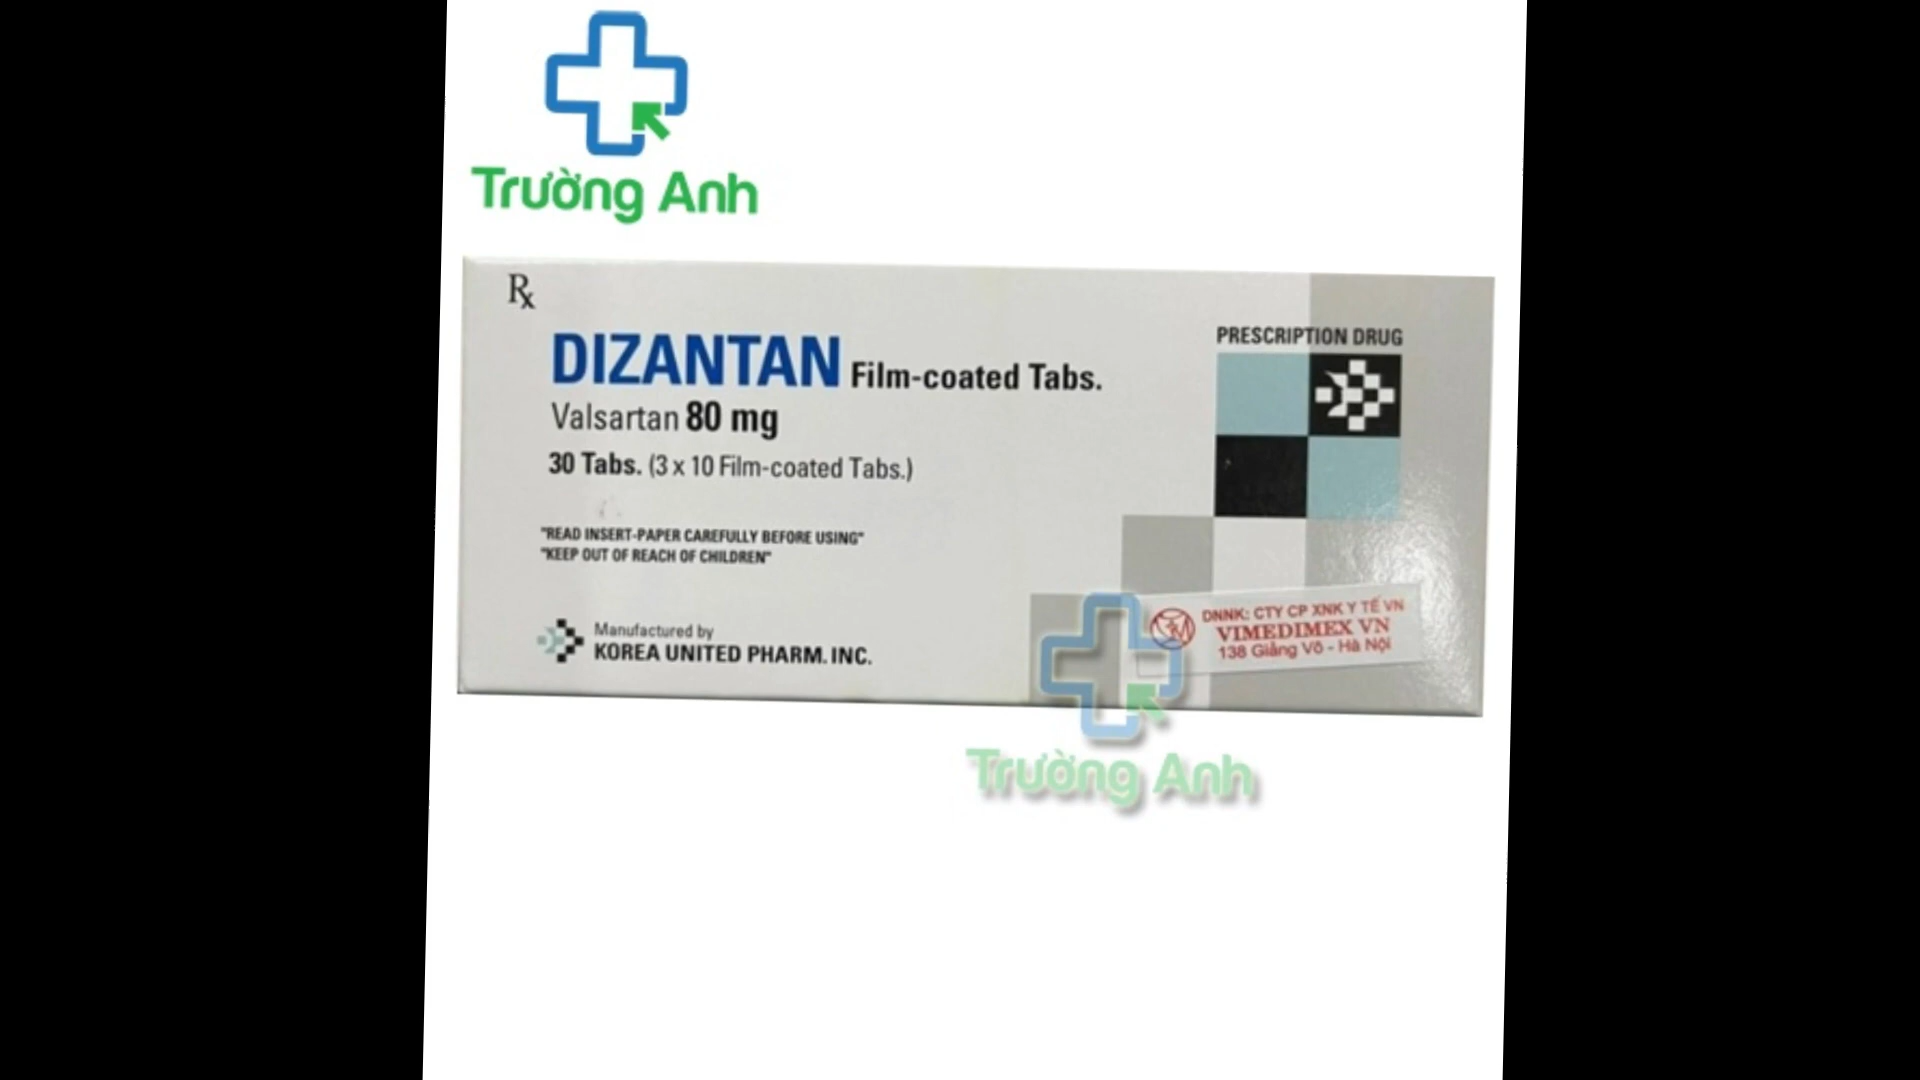 Trường Anh
Rx
PRESCRIPTION DRUG
DIZANTAN Film-coated Tabs.
Valsartan 80 mg
30 Tabs. (3 x 10 Film-coated Tabs.)
"READ INSERT-PAPER CAREFULLY BEFORE USING"
"KEEP OUT OF REACH OF CHILDREN"
Manufactured by
KOREA UNITED PHARM. INC.
DNNK: CTY CP XNK Y TẾ VN
VIMEDIMEX VN
138 Giảng Võ - Hà Nội
Trường Anh